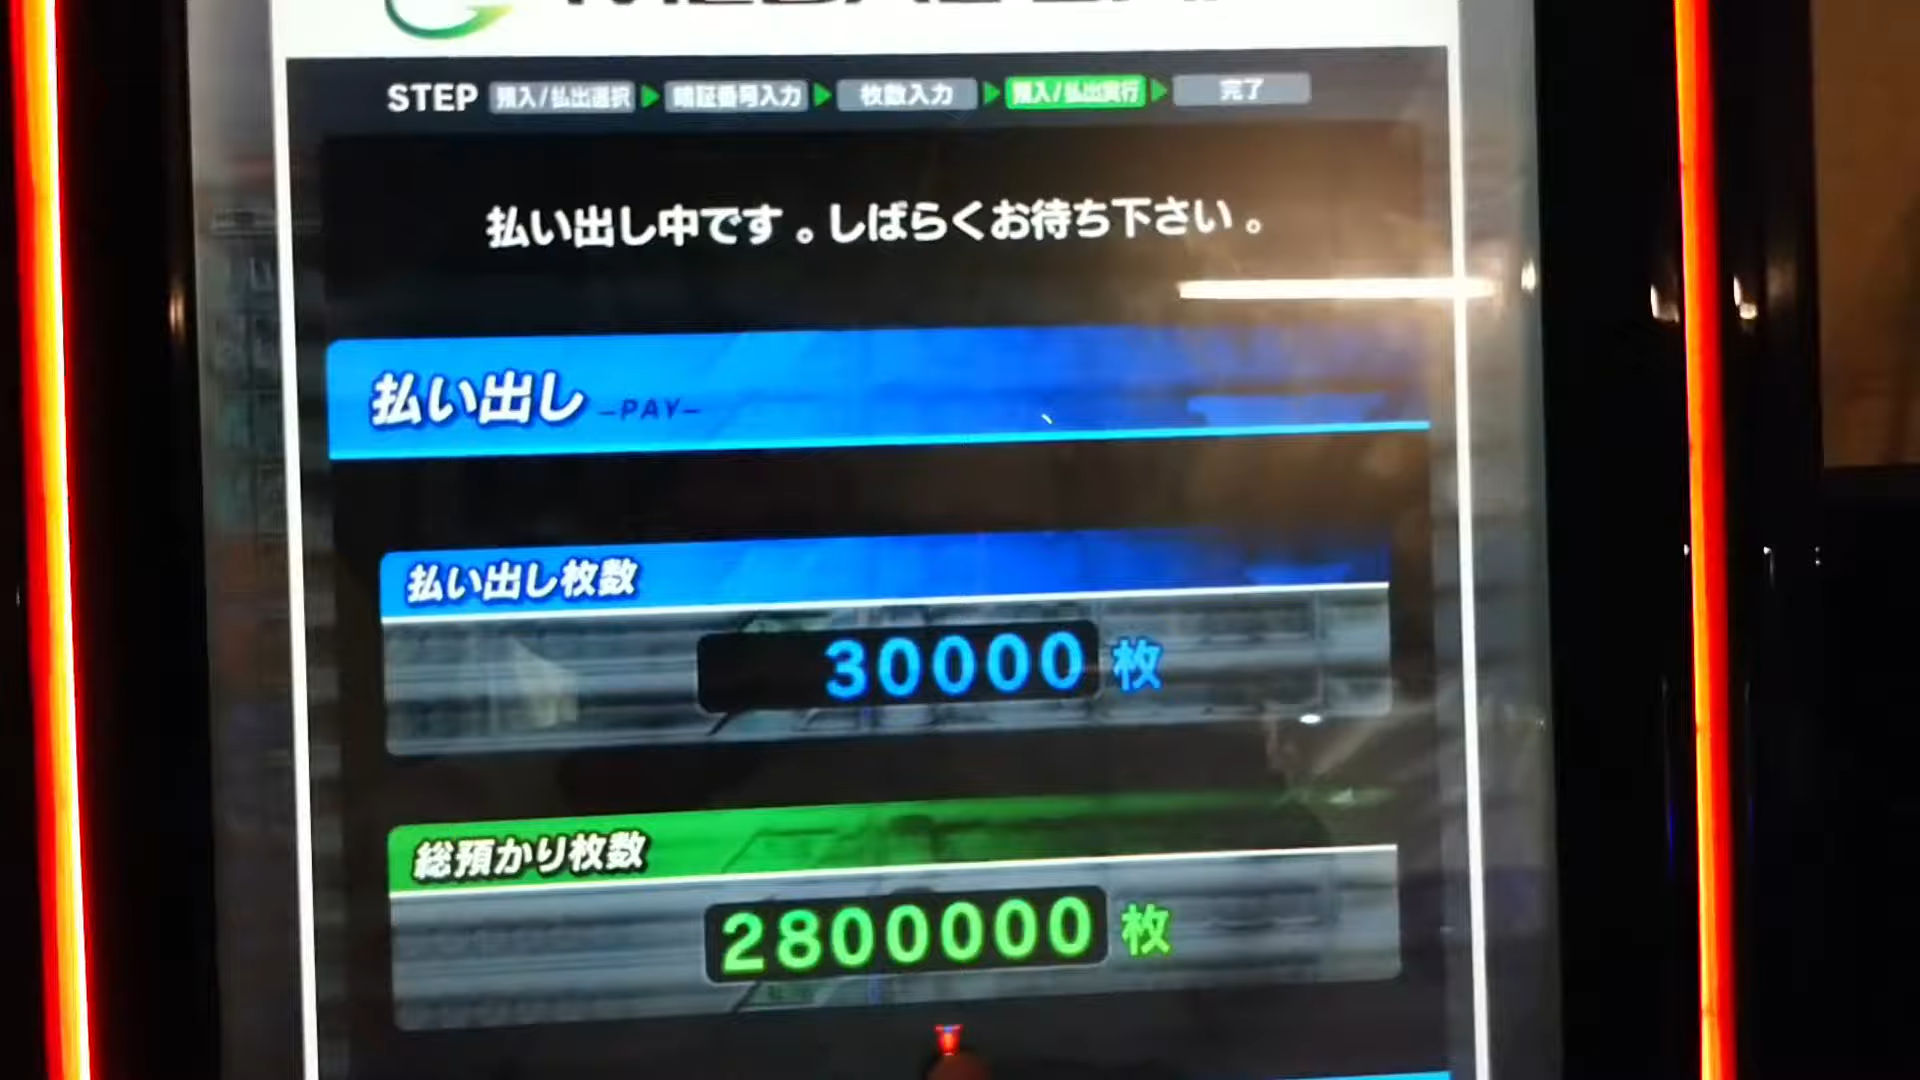 STEP 預入/払出選択 暗証番号入力 枚数入力 預入/払出実行 完了
払い出し中です。しばらくお待ち下さい。
払い出し -PAY-
払い出し枚数
30000 枚
総預かり枚数
2800000 枚